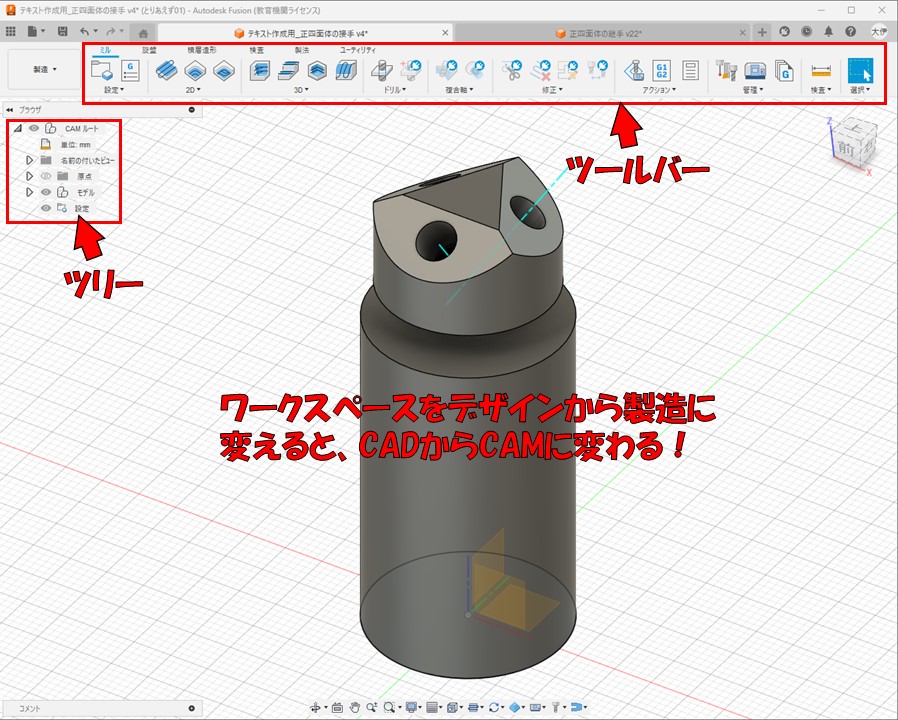 テキスト作成用_正四面体の接手 v4* (とりあえず01) - Autodesk Fusion (教育機関ライセンス)
テキスト作成用_正四面体の接手 v4*
正四面体の継手 v22*
大伊
製造
ミル 旋盤 積層造形 検査 製法 ユーティリティ
G1 G2
設定 2D 3D ドリル 複合軸 修正 アクション 管理 検査 選択
ブラウザ
CAM ルート
単位: mm
名前の付いたビュー
原点
モデル
設定
ツールバー
ツリー
Z
前
X
ワークスペースをデザインから製造に
変えると、CADからCAMに変わる！
コメント